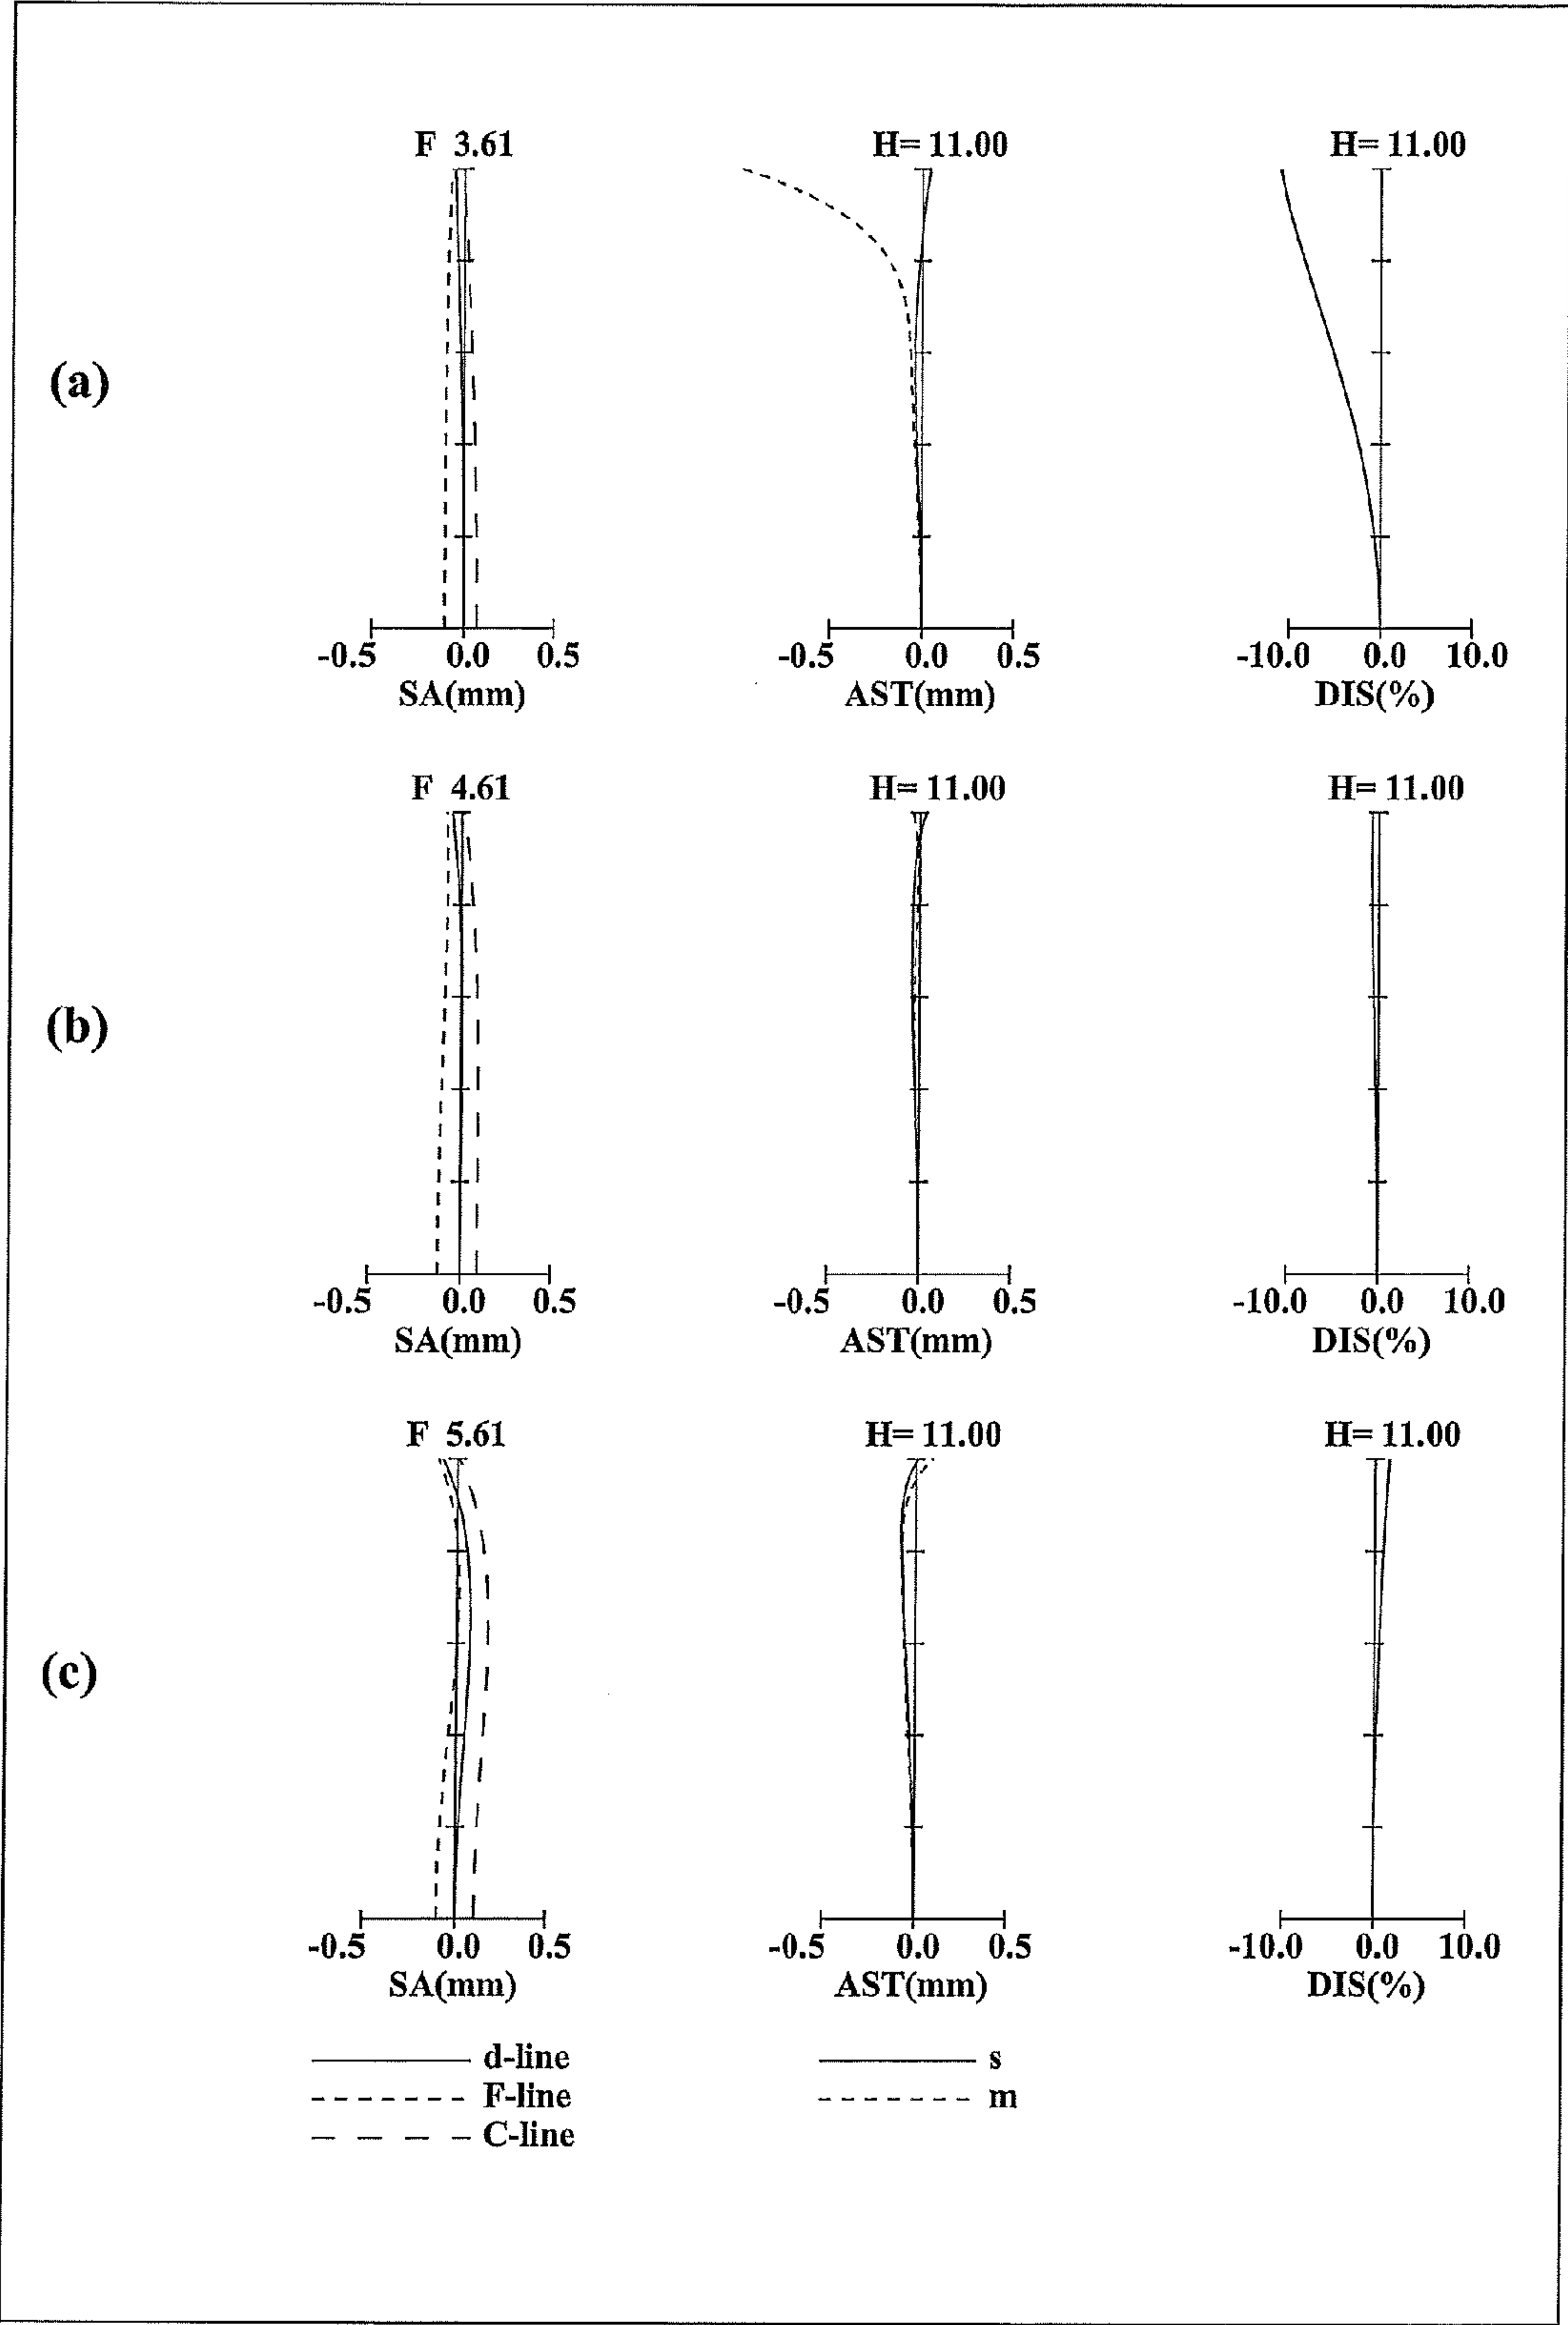 F 3.61 H= 11.00 H= 11.00
(a)
-0.5 0.0 0.5 -0.5 0.0 0.5 -10.0 0.0 10.0
SA(mm) AST(mm) DIS(%)
F 4.61 H= 11.00 H= 11.00
(b)
-0.5 0.0 0.5 -0.5 0.0 0.5 -10.0 0.0 10.0
SA(mm) AST(mm) DIS(%)
F 5.61 H= 11.00 H= 11.00
(c)
-0.5 0.0 0.5 -0.5 0.0 0.5 -10.0 0.0 10.0
SA(mm) AST(mm) DIS(%)
d-line s
F-line m
C-line